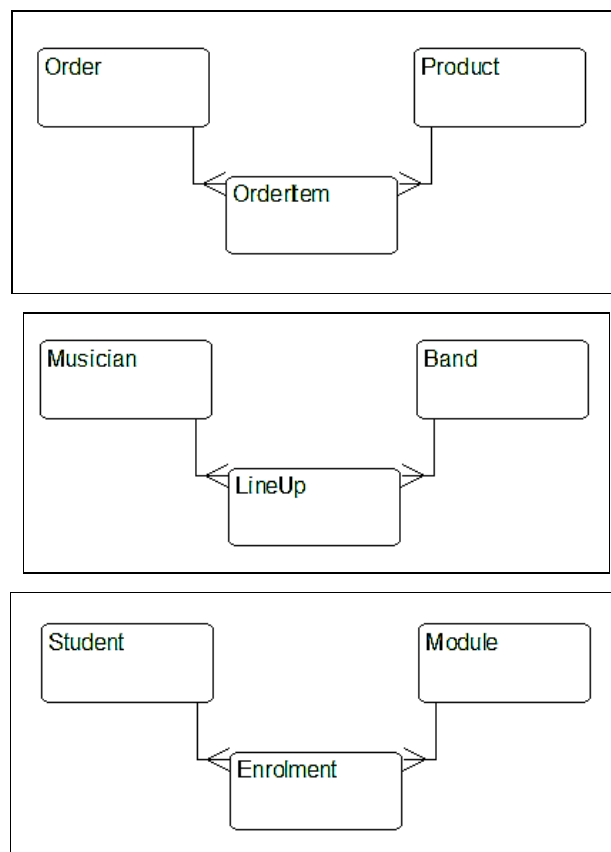 Order
Product
OrderItem
Musician
Band
LineUp
Student
Module
Enrolment